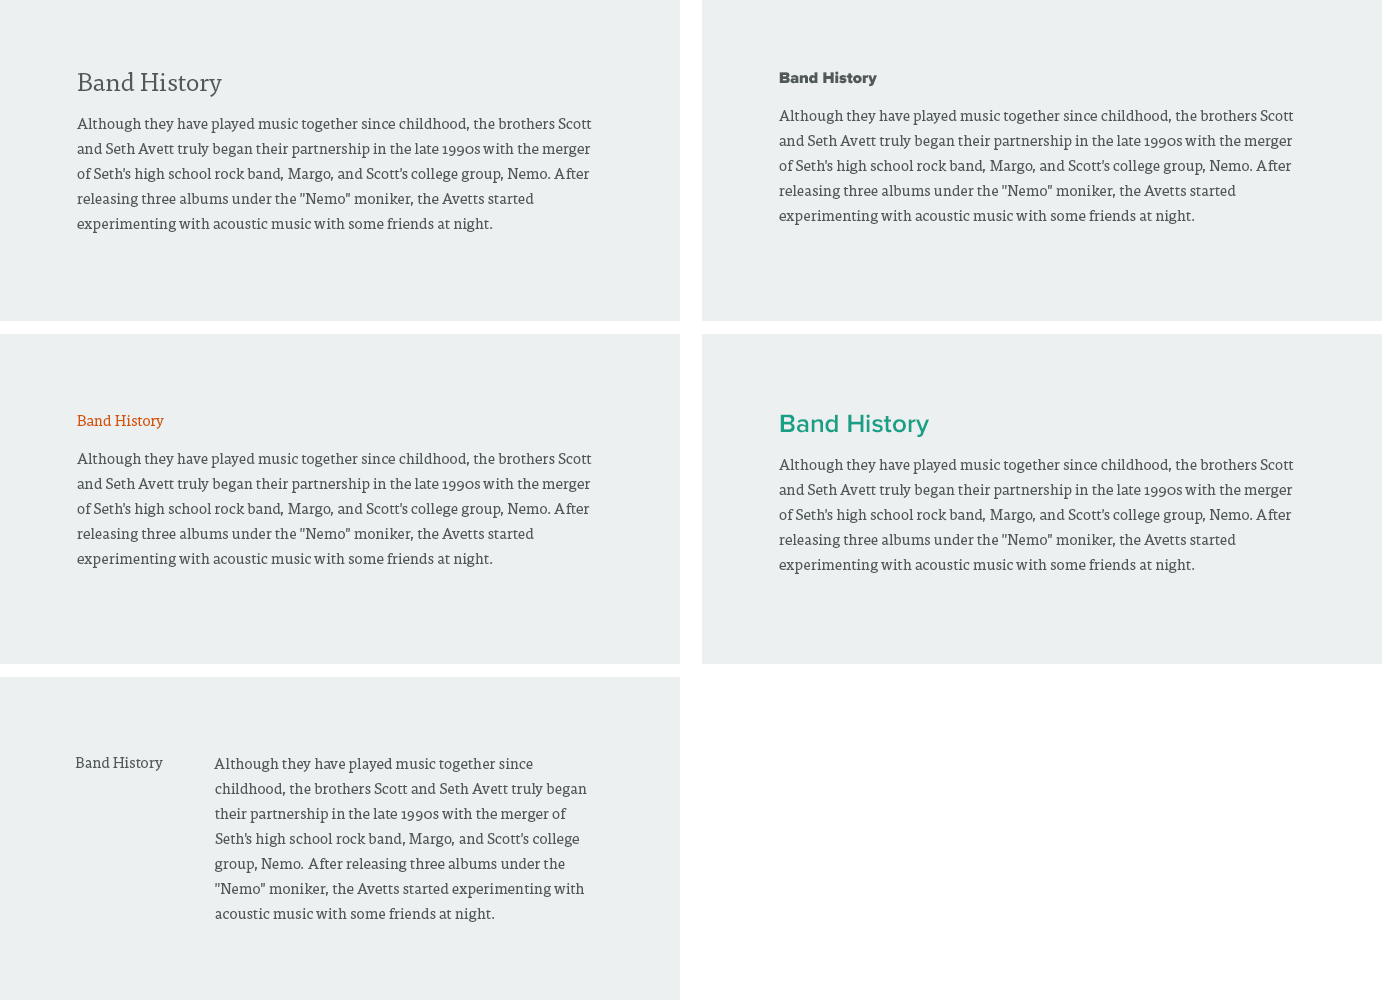 Band History
Although they have played music together since childhood, the brothers Scott
and Seth Avett truly began their partnership in the late 1990s with the merger
of Seth's high school rock band, Margo, and Scott's college group, Nemo. After
releasing three albums under the "Nemo" moniker, the Avetts started
experimenting with acoustic music with some friends at night.
Band History
Although they have played music together since childhood, the brothers Scott
and Seth Avett truly began their partnership in the late 1990s with the merger
of Seth's high school rock band, Margo, and Scott's college group, Nemo. After
releasing three albums under the "Nemo" moniker, the Avetts started
experimenting with acoustic music with some friends at night.
Band History
Although they have played music together since childhood, the brothers Scott
and Seth Avett truly began their partnership in the late 1990s with the merger
of Seth's high school rock band, Margo, and Scott's college group, Nemo. After
releasing three albums under the "Nemo" moniker, the Avetts started
experimenting with acoustic music with some friends at night.
Band History
Although they have played music together since childhood, the brothers Scott
and Seth Avett truly began their partnership in the late 1990s with the merger
of Seth's high school rock band, Margo, and Scott's college group, Nemo. After
releasing three albums under the "Nemo" moniker, the Avetts started
experimenting with acoustic music with some friends at night.
Band History
Although they have played music together since
childhood, the brothers Scott and Seth Avett truly began
their partnership in the late 1990s with the merger of
Seth's high school rock band, Margo, and Scott's college
group, Nemo. After releasing three albums under the
"Nemo" moniker, the Avetts started experimenting with
acoustic music with some friends at night.